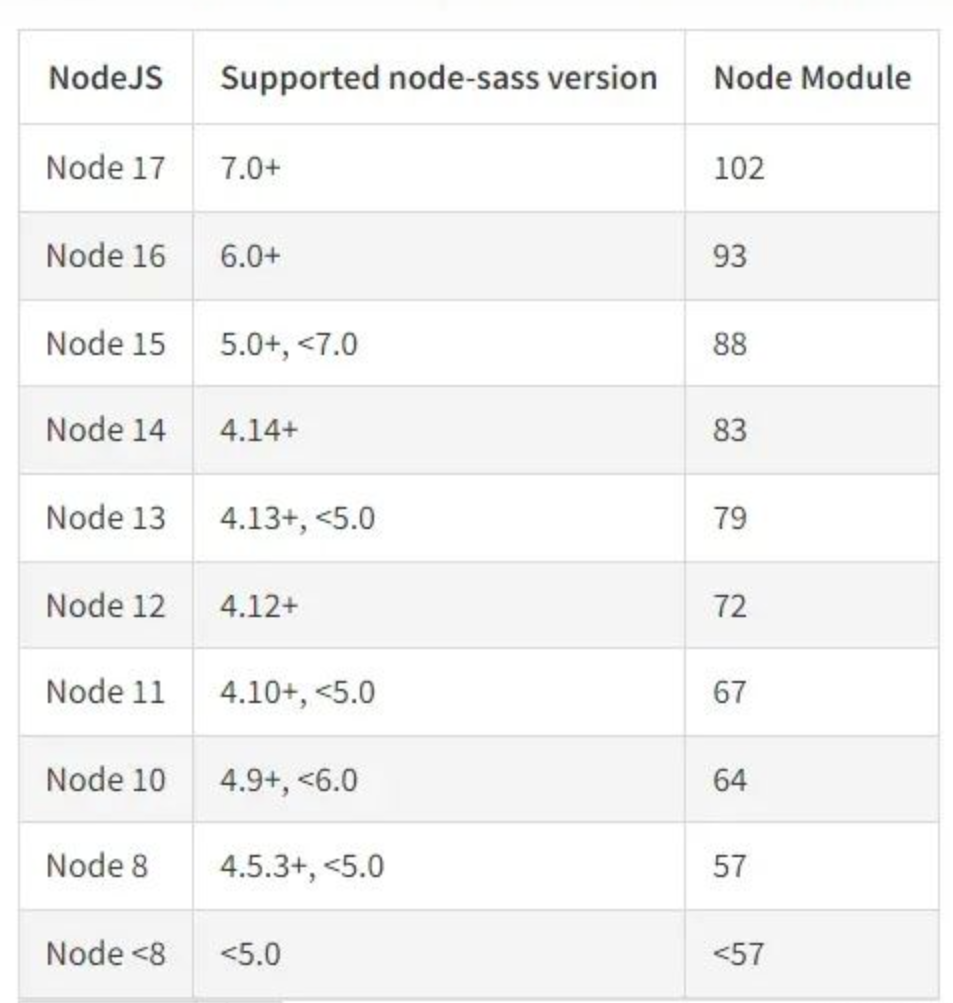 NodeJS Supported node-sass version Node Module
Node 17 7.0+ 102
Node 16 6.0+ 93
Node 15 5.0+, <7.0 88
Node 14 4.14+ 83
Node 13 4.13+, <5.0 79
Node 12 4.12+ 72
Node 11 4.10+, <5.0 67
Node 10 4.9+, <6.0 64
Node 8 4.5.3+, <5.0 57
Node <8 <5.0 <57